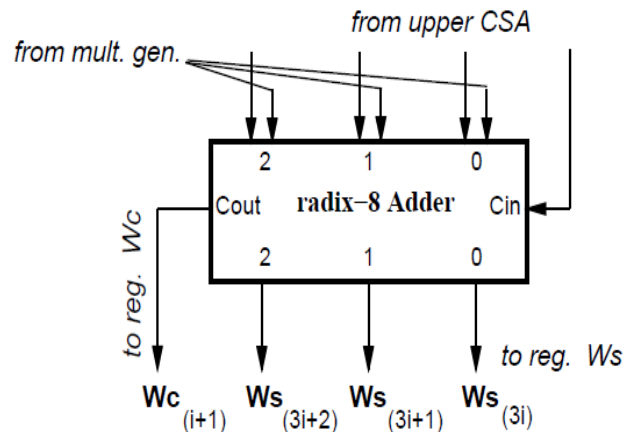 from upper CSA
from mult. gen.
2 1 0
Cout radix-8 Adder Cin
2 1 0
to reg. Wc
to reg. Ws
Wc(i+1) Ws(3i+2) Ws(3i+1) Ws(3i)